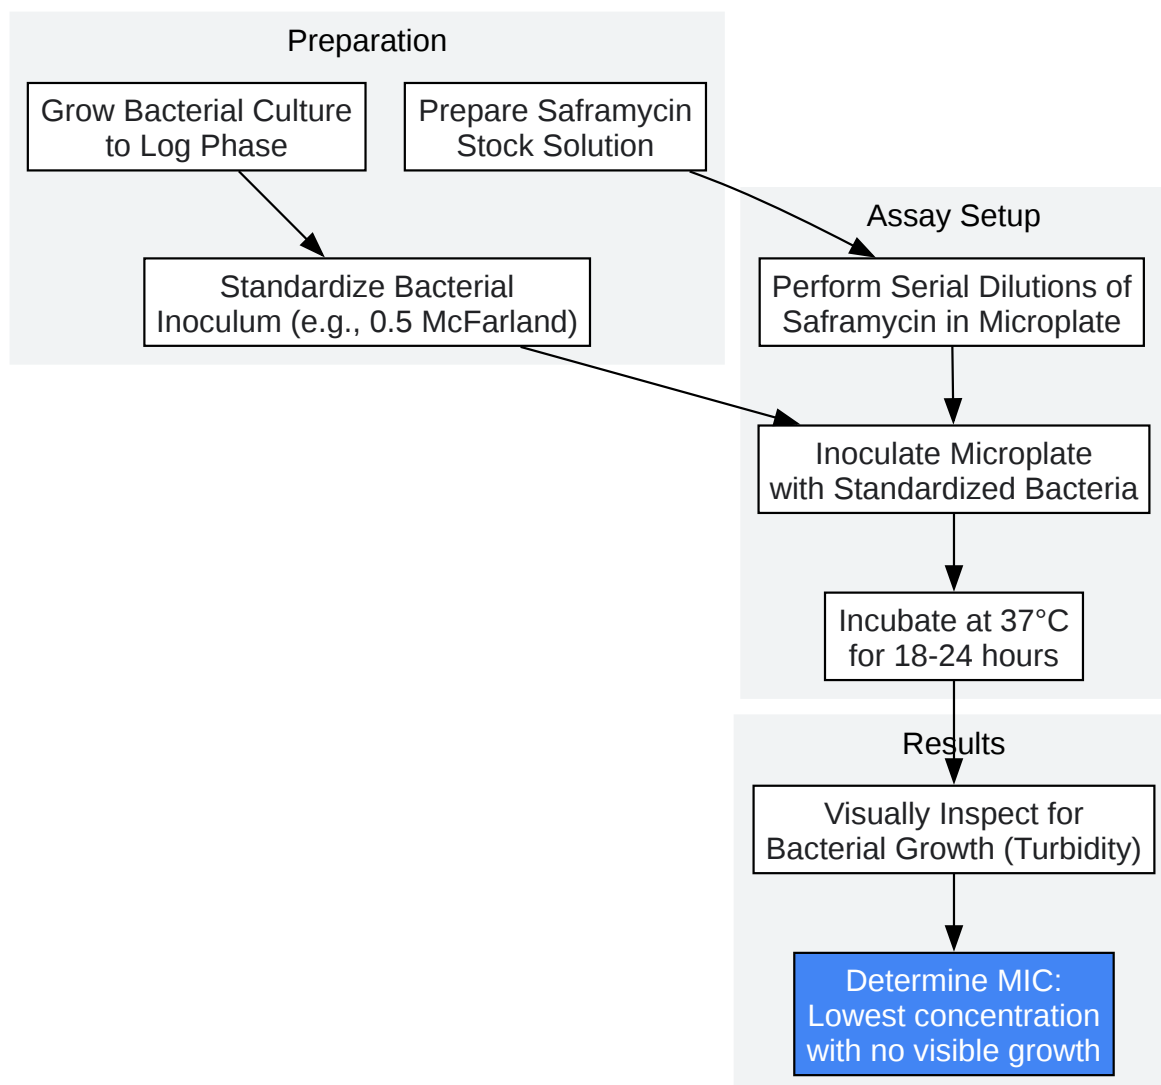 Preparation
Grow Bacterial Culture
to Log Phase
Prepare Saframycin
Stock Solution
Standardize Bacterial
Inoculum (e.g., 0.5 McFarland)
Assay Setup
Perform Serial Dilutions of
Saframycin in Microplate
Inoculate Microplate
with Standardized Bacteria
Incubate at 37°C
for 18-24 hours
Results
Visually Inspect for
Bacterial Growth (Turbidity)
Determine MIC:
Lowest concentration
with no visible growth